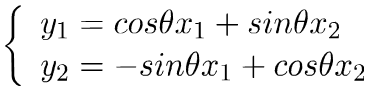 y₁ = cosθx₁ + sinθx₂
y₂ = −sinθx₁ + cosθx₂